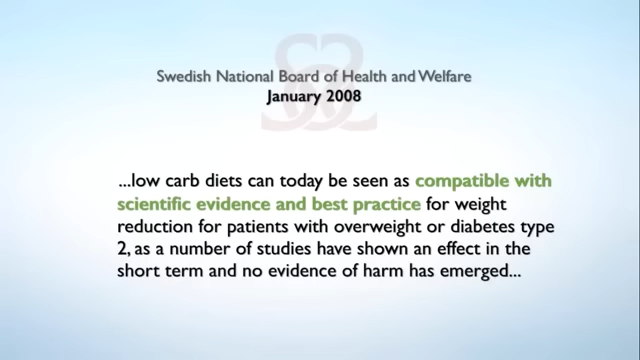 Swedish National Board of Health and Welfare
January 2008
...low carb diets can today be seen as compatible with
scientific evidence and best practice for weight
reduction for patients with overweight or diabetes type
2, as a number of studies have shown an effect in the
short term and no evidence of harm has emerged...